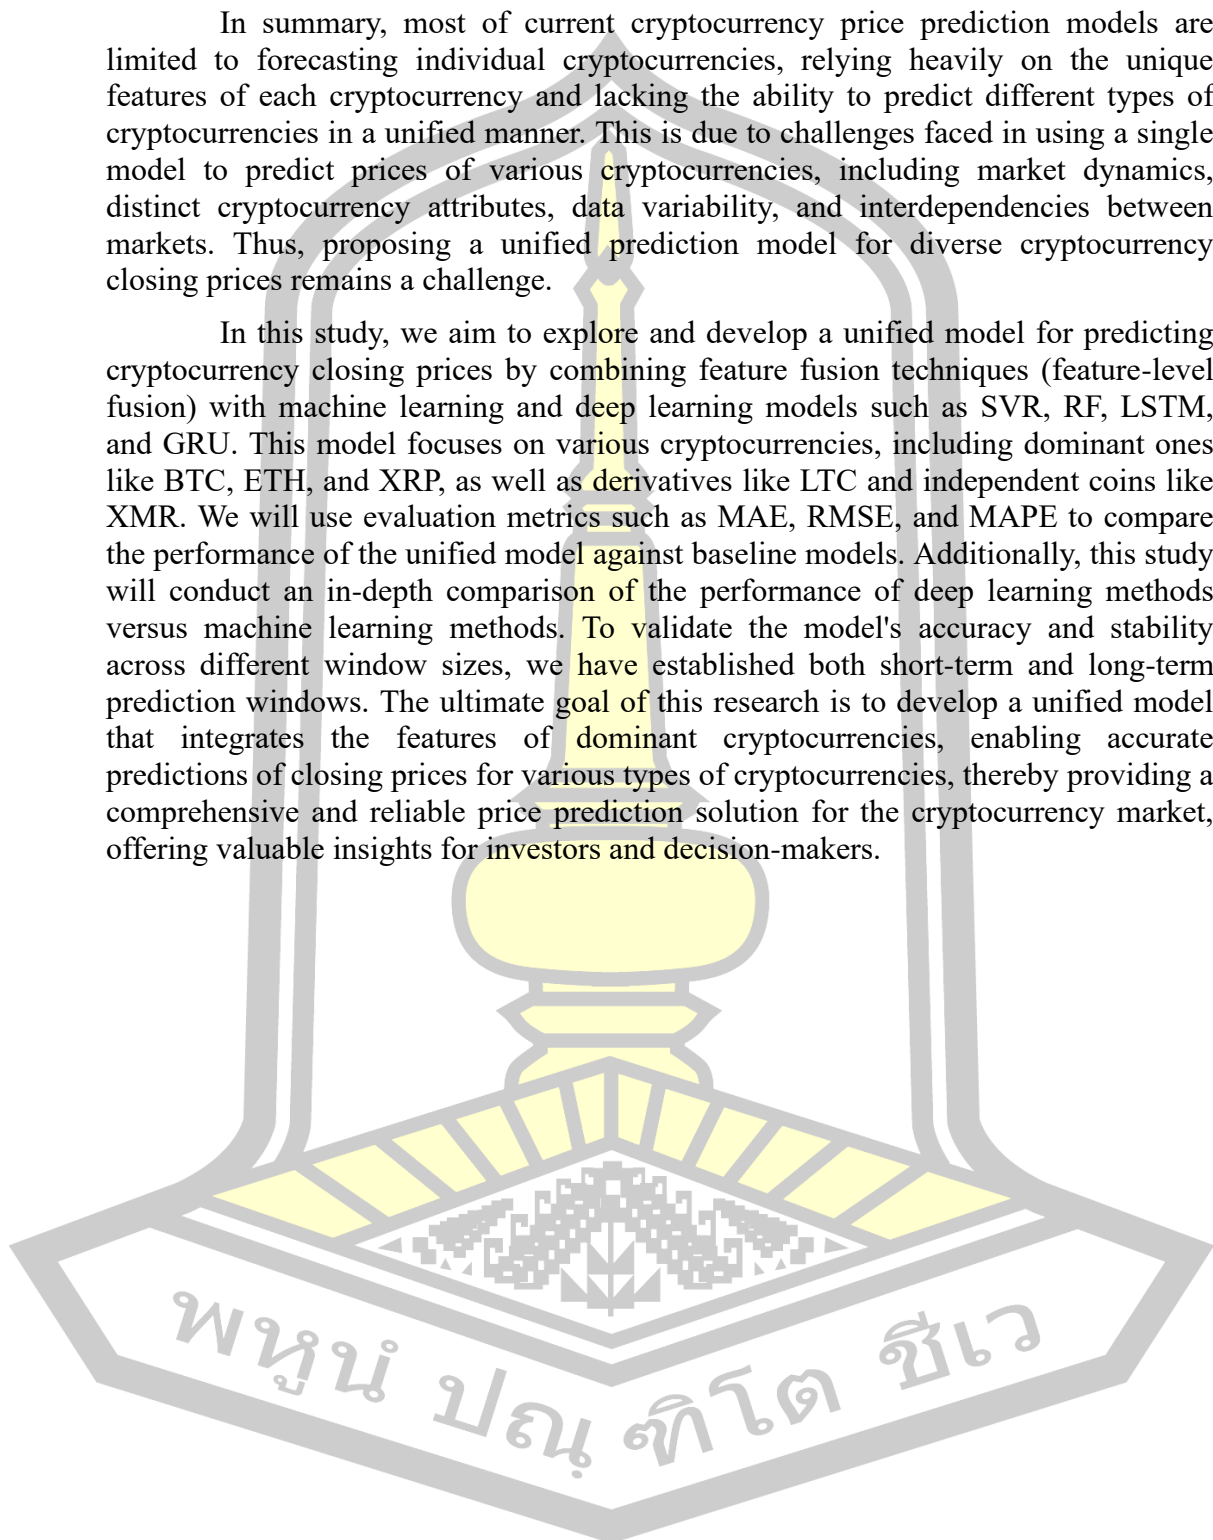 In summary, most of current cryptocurrency price prediction models are
limited to forecasting individual cryptocurrencies, relying heavily on the unique
features of each cryptocurrency and lacking the ability to predict different types of
cryptocurrencies in a unified manner. This is due to challenges faced in using a single
model to predict prices of various cryptocurrencies, including market dynamics,
distinct cryptocurrency attributes, data variability, and interdependencies between
markets. Thus, proposing a unified prediction model for diverse cryptocurrency
closing prices remains a challenge.
In this study, we aim to explore and develop a unified model for predicting
cryptocurrency closing prices by combining feature fusion techniques (feature-level
fusion) with machine learning and deep learning models such as SVR, RF, LSTM,
and GRU. This model focuses on various cryptocurrencies, including dominant ones
like BTC, ETH, and XRP, as well as derivatives like LTC and independent coins like
XMR. We will use evaluation metrics such as MAE, RMSE, and MAPE to compare
the performance of the unified model against baseline models. Additionally, this study
will conduct an in-depth comparison of the performance of deep learning methods
versus machine learning methods. To validate the model's accuracy and stability
across different window sizes, we have established both short-term and long-term
prediction windows. The ultimate goal of this research is to develop a unified model
that integrates the features of dominant cryptocurrencies, enabling accurate
predictions of closing prices for various types of cryptocurrencies, thereby providing a
comprehensive and reliable price prediction solution for the cryptocurrency market,
offering valuable insights for investors and decision-makers.
พหูนํ ปณฺฑิโต ชีเว